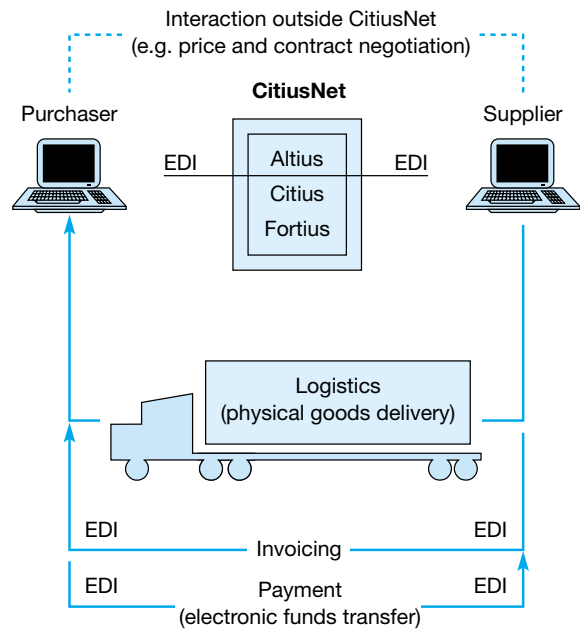 Interaction outside CitiusNet
(e.g. price and contract negotiation)
CitiusNet
Purchaser
Supplier
EDI
Altius
EDI
Citius
Fortius
Logistics
(physical goods delivery)
EDI
EDI
Invoicing
EDI
Payment
EDI
(electronic funds transfer)